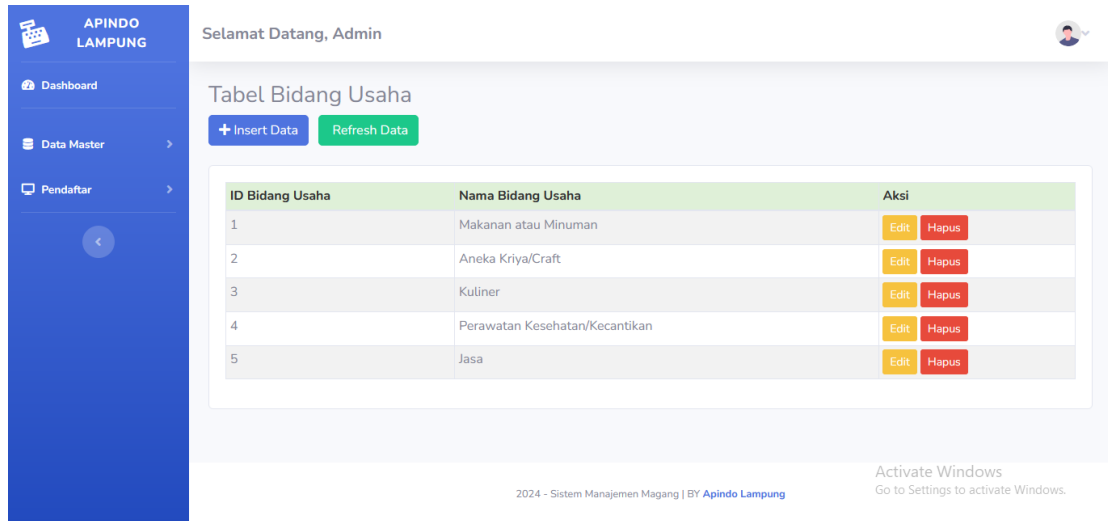 APINDO
LAMPUNG
Selamat Datang, Admin
Dashboard
Data Master
Pendaftar
Tabel Bidang Usaha
+ Insert Data Refresh Data
ID Bidang Usaha Nama Bidang Usaha Aksi
1 Makanan atau Minuman Edit Hapus
2 Aneka Kriya/Craft Edit Hapus
3 Kuliner Edit Hapus
4 Perawatan Kesehatan/Kecantikan Edit Hapus
5 Jasa Edit Hapus
2024 - Sistem Manajemen Magang | BY Apindo Lampung
Activate Windows
Go to Settings to activate Windows.